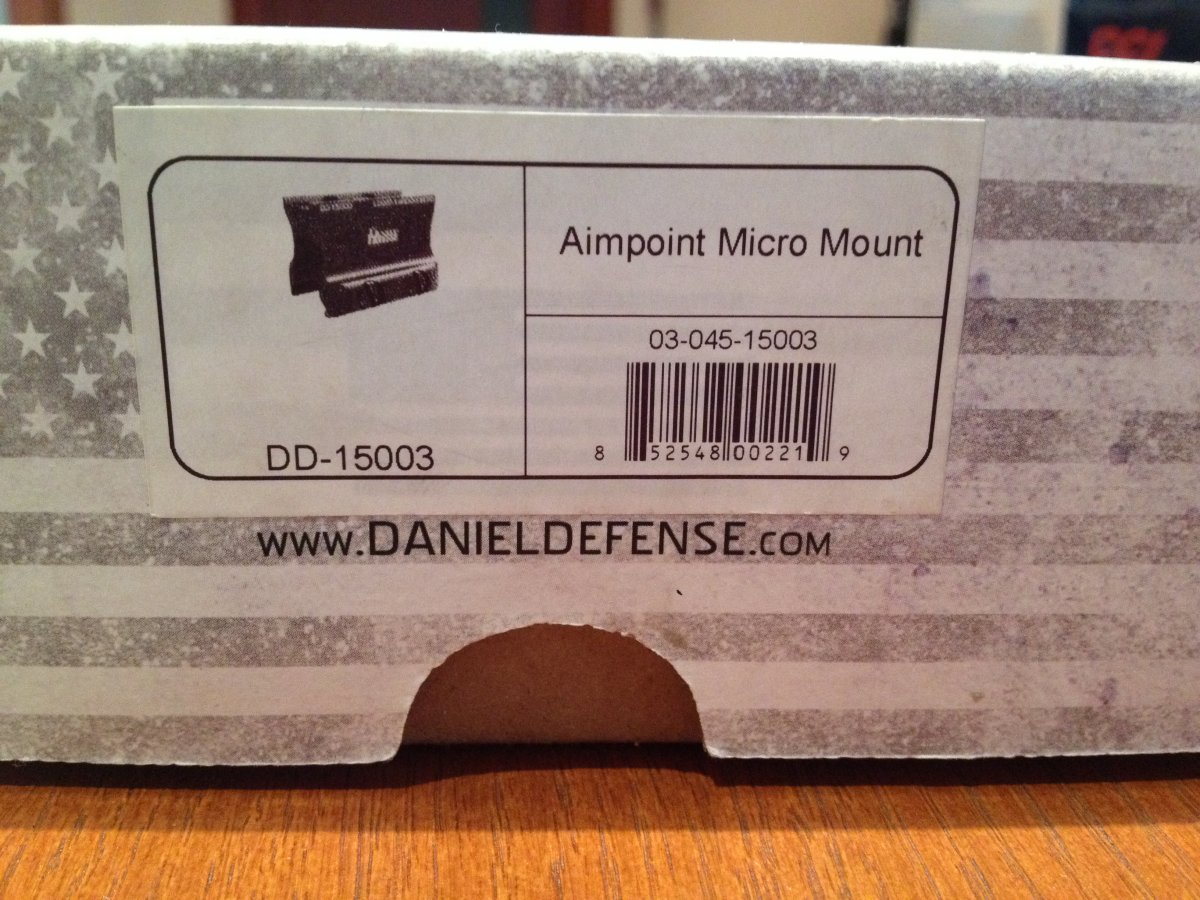 Aimpoint Micro Mount
03-045-15003
8 52548 00221 9
DD-15003
www.DANIELDEFENSE.com